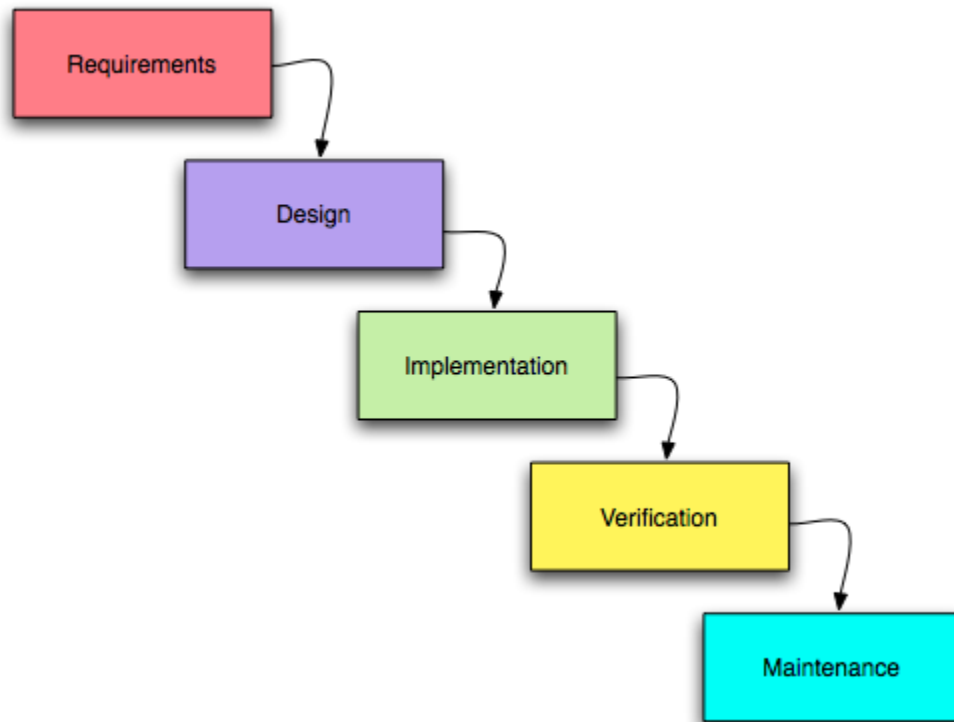 Requirements
Design
Implementation
Verification
Maintenance